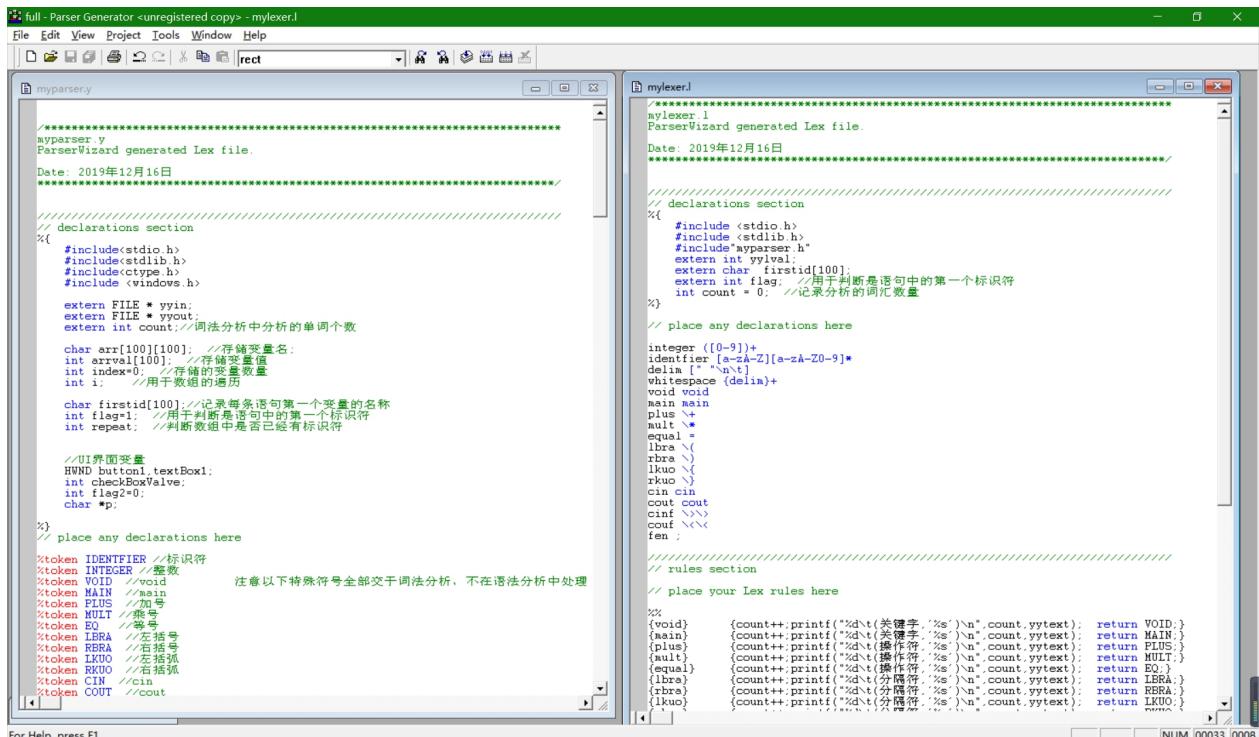 full - Parser Generator <unregistered copy> - mylexer.l
File Edit View Project Tools Window Help
rect
myparser.y
/****************************************************************************
myparser.y
ParserWizard generated Lex file.
Date: 2019年12月16日
****************************************************************************/
/////////////////////////////////////////////////////////////////////////////
// declarations section
%{
#include<stdio.h>
#include<stdlib.h>
#include<ctype.h>
#include <windows.h>
extern FILE * yyin;
extern FILE * yyout;
extern int count;//词法分析中分析的单词个数
char arr[100][100]; //存储变量名;
int arrval[100]; //存储变量值
int index=0; //存储的变量数量
int i; //用于数组的遍历
char firstid[100];//记录每条语句第一个变量的名称
int flag=1; //用于判断是语句中的第一个标识符
int repeat; //判断数组中是否已经有标识符
//UI界面变量
HWND button1,textBox1;
int checkBoxValve;
int flag2=0;
char *p;
%}
// place any declarations here
%token IDENTFIER //标识符
%token INTEGER //整数
%token VOID //void 注意以下特殊符号全部交于词法分析，不在语法分析中处理
%token MAIN //main
%token PLUS //加号
%token MULT //乘号
%token EQ //等号
%token LBRA //左括号
%token RBRA //右括号
%token LKUO //左括弧
%token RKUO //右括弧
%token CIN //cin
%token COUT //cout
mylexer.l
/****************************************************************************
mylexer.l
ParserWizard generated Lex file.
Date: 2019年12月16日
****************************************************************************/
/////////////////////////////////////////////////////////////////////////////
// declarations section
%{
#include <stdio.h>
#include <stdlib.h>
#include"myparser.h"
extern int yylval;
extern char firstid[100];
extern int flag; //用于判断是语句中的第一个标识符
int count = 0; //记录分析的词汇数量
%}
// place any declarations here
integer ([0-9])+
identfier [a-zA-Z][a-zA-Z0-9]*
delim [" "\n\t]
whitespace {delim}+
void void
main main
plus \+
mult \*
equal =
lbra \(
rbra \)
lkuo \{
rkuo \}
cin cin
cout cout
cinf \>\>
couf \<\<
fen ;
/////////////////////////////////////////////////////////////////////////////
// rules section
// place your Lex rules here
%%
{void} {count++;printf("%d\t(关键字,'%s')\n",count,yytext); return VOID;}
{main} {count++;printf("%d\t(关键字,'%s')\n",count,yytext); return MAIN;}
{plus} {count++;printf("%d\t(操作符,'%s')\n",count,yytext); return PLUS;}
{mult} {count++;printf("%d\t(操作符,'%s')\n",count,yytext); return MULT;}
{equal} {count++;printf("%d\t(操作符,'%s')\n",count,yytext); return EQ;}
{lbra} {count++;printf("%d\t(分隔符,'%s')\n",count,yytext); return LBRA;}
{rbra} {count++;printf("%d\t(分隔符,'%s')\n",count,yytext); return RBRA;}
{lkuo} {count++;printf("%d\t(分隔符,'%s')\n",count,yytext); return LKUO;}
For Help, press F1
NUM 00033